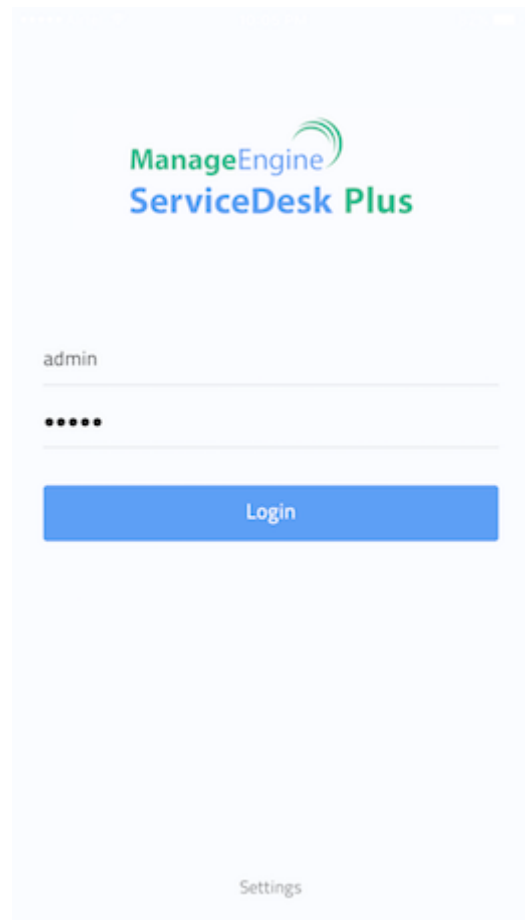 ManageEngine
ServiceDesk Plus
admin
•••••
Login
Settings